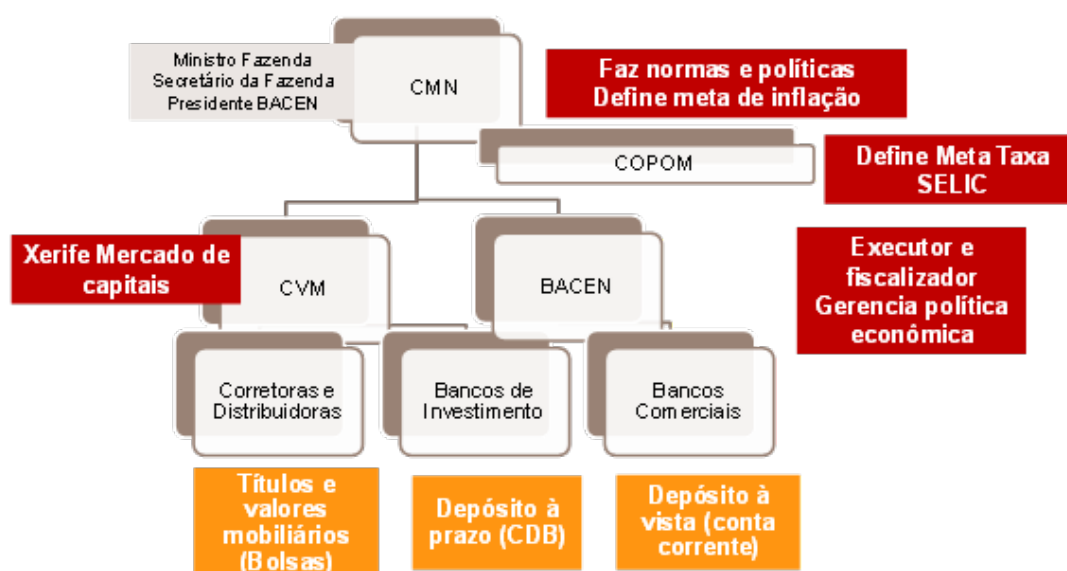 Ministro Fazenda
Secretário da Fazenda
Presidente BACEN
CMN
Faz normas e políticas
Define meta de inflação
COPOM
Define Meta Taxa
SELIC
Xerife Mercado de
capitais
CVM
BACEN
Executor e
fiscalizador
Gerencia política
econômica
Corretoras e
Distribuidoras
Bancos de
Investimento
Bancos
Comerciais
Títulos e
valores
mobiliários
(Bolsas)
Depósito à
prazo (CDB)
Depósito à
vista (conta
corrente)